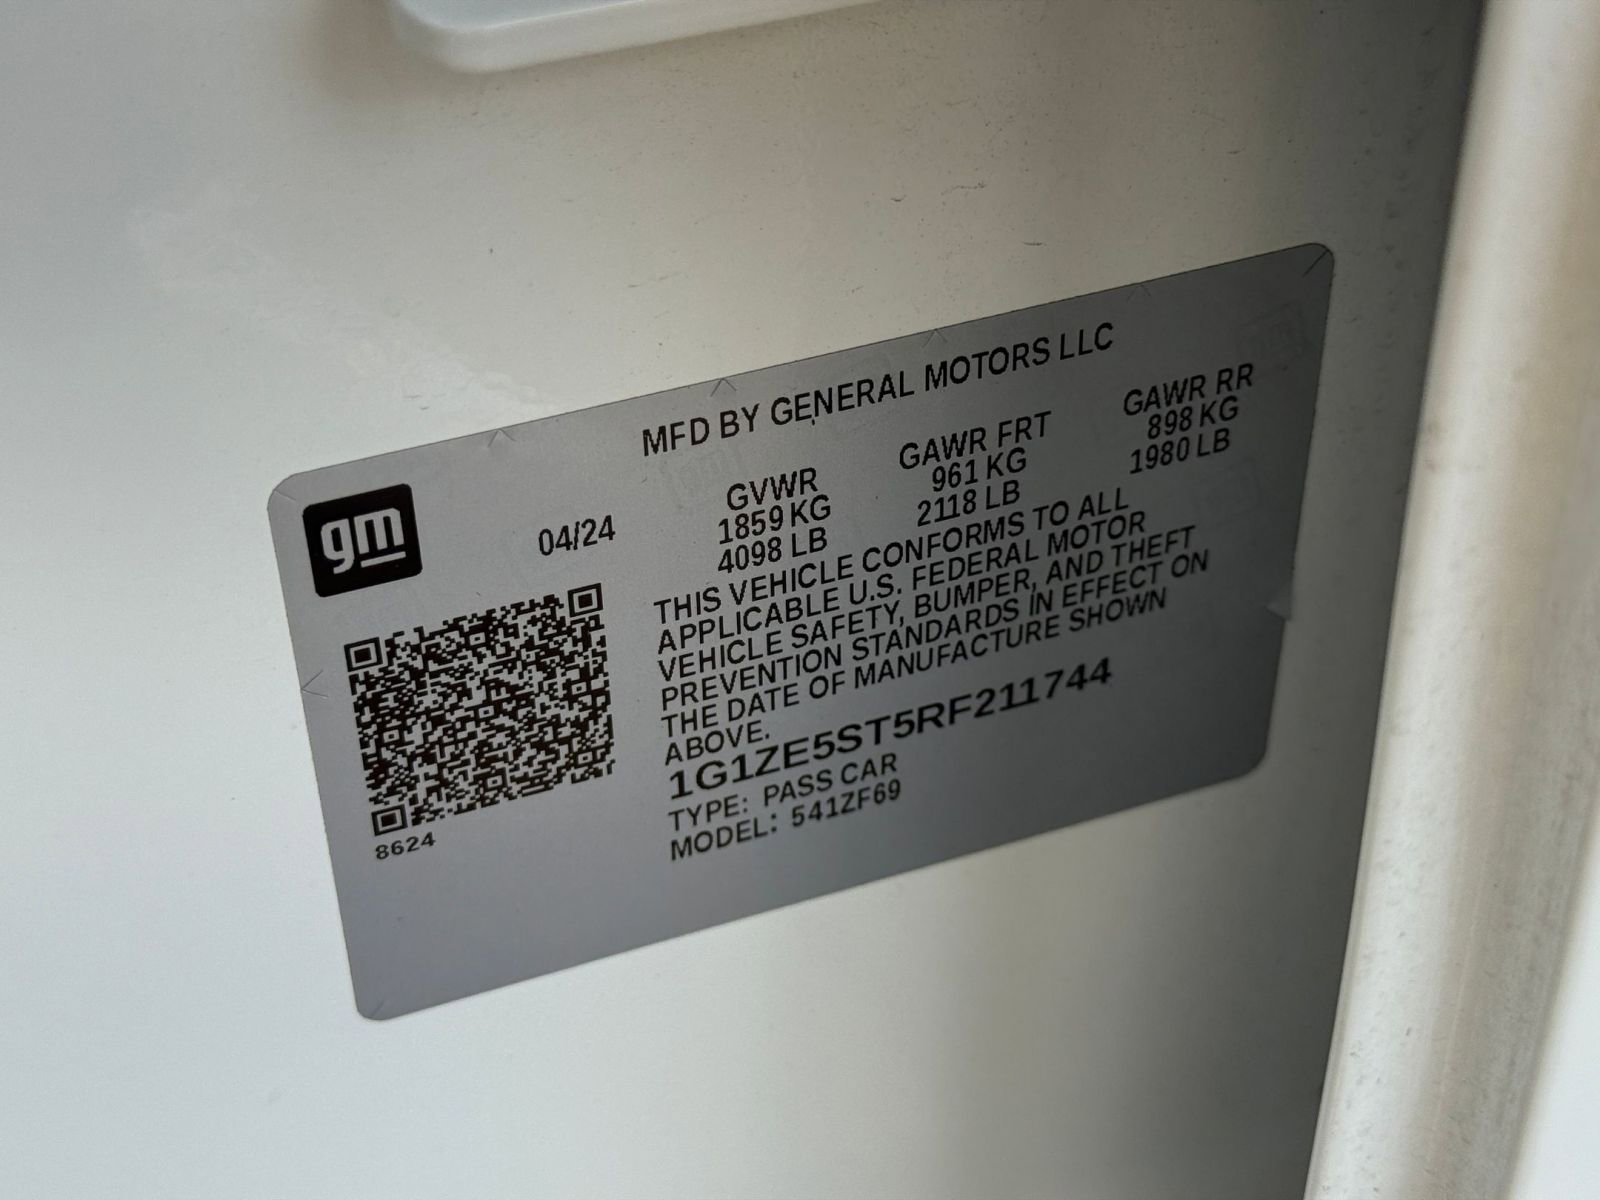 MFD BY GENERAL MOTORS LLC
gm
04/24
GVWR
1859 KG
4098 LB
GAWR FRT
961 KG
2118 LB
GAWR RR
898 KG
1980 LB
THIS VEHICLE CONFORMS TO ALL
APPLICABLE U.S. FEDERAL MOTOR
VEHICLE SAFETY, BUMPER, AND THEFT
PREVENTION STANDARDS IN EFFECT ON
THE DATE OF MANUFACTURE SHOWN
ABOVE.
1G1ZE5ST5RF211744
TYPE: PASS CAR
MODEL: 541ZF69
8624